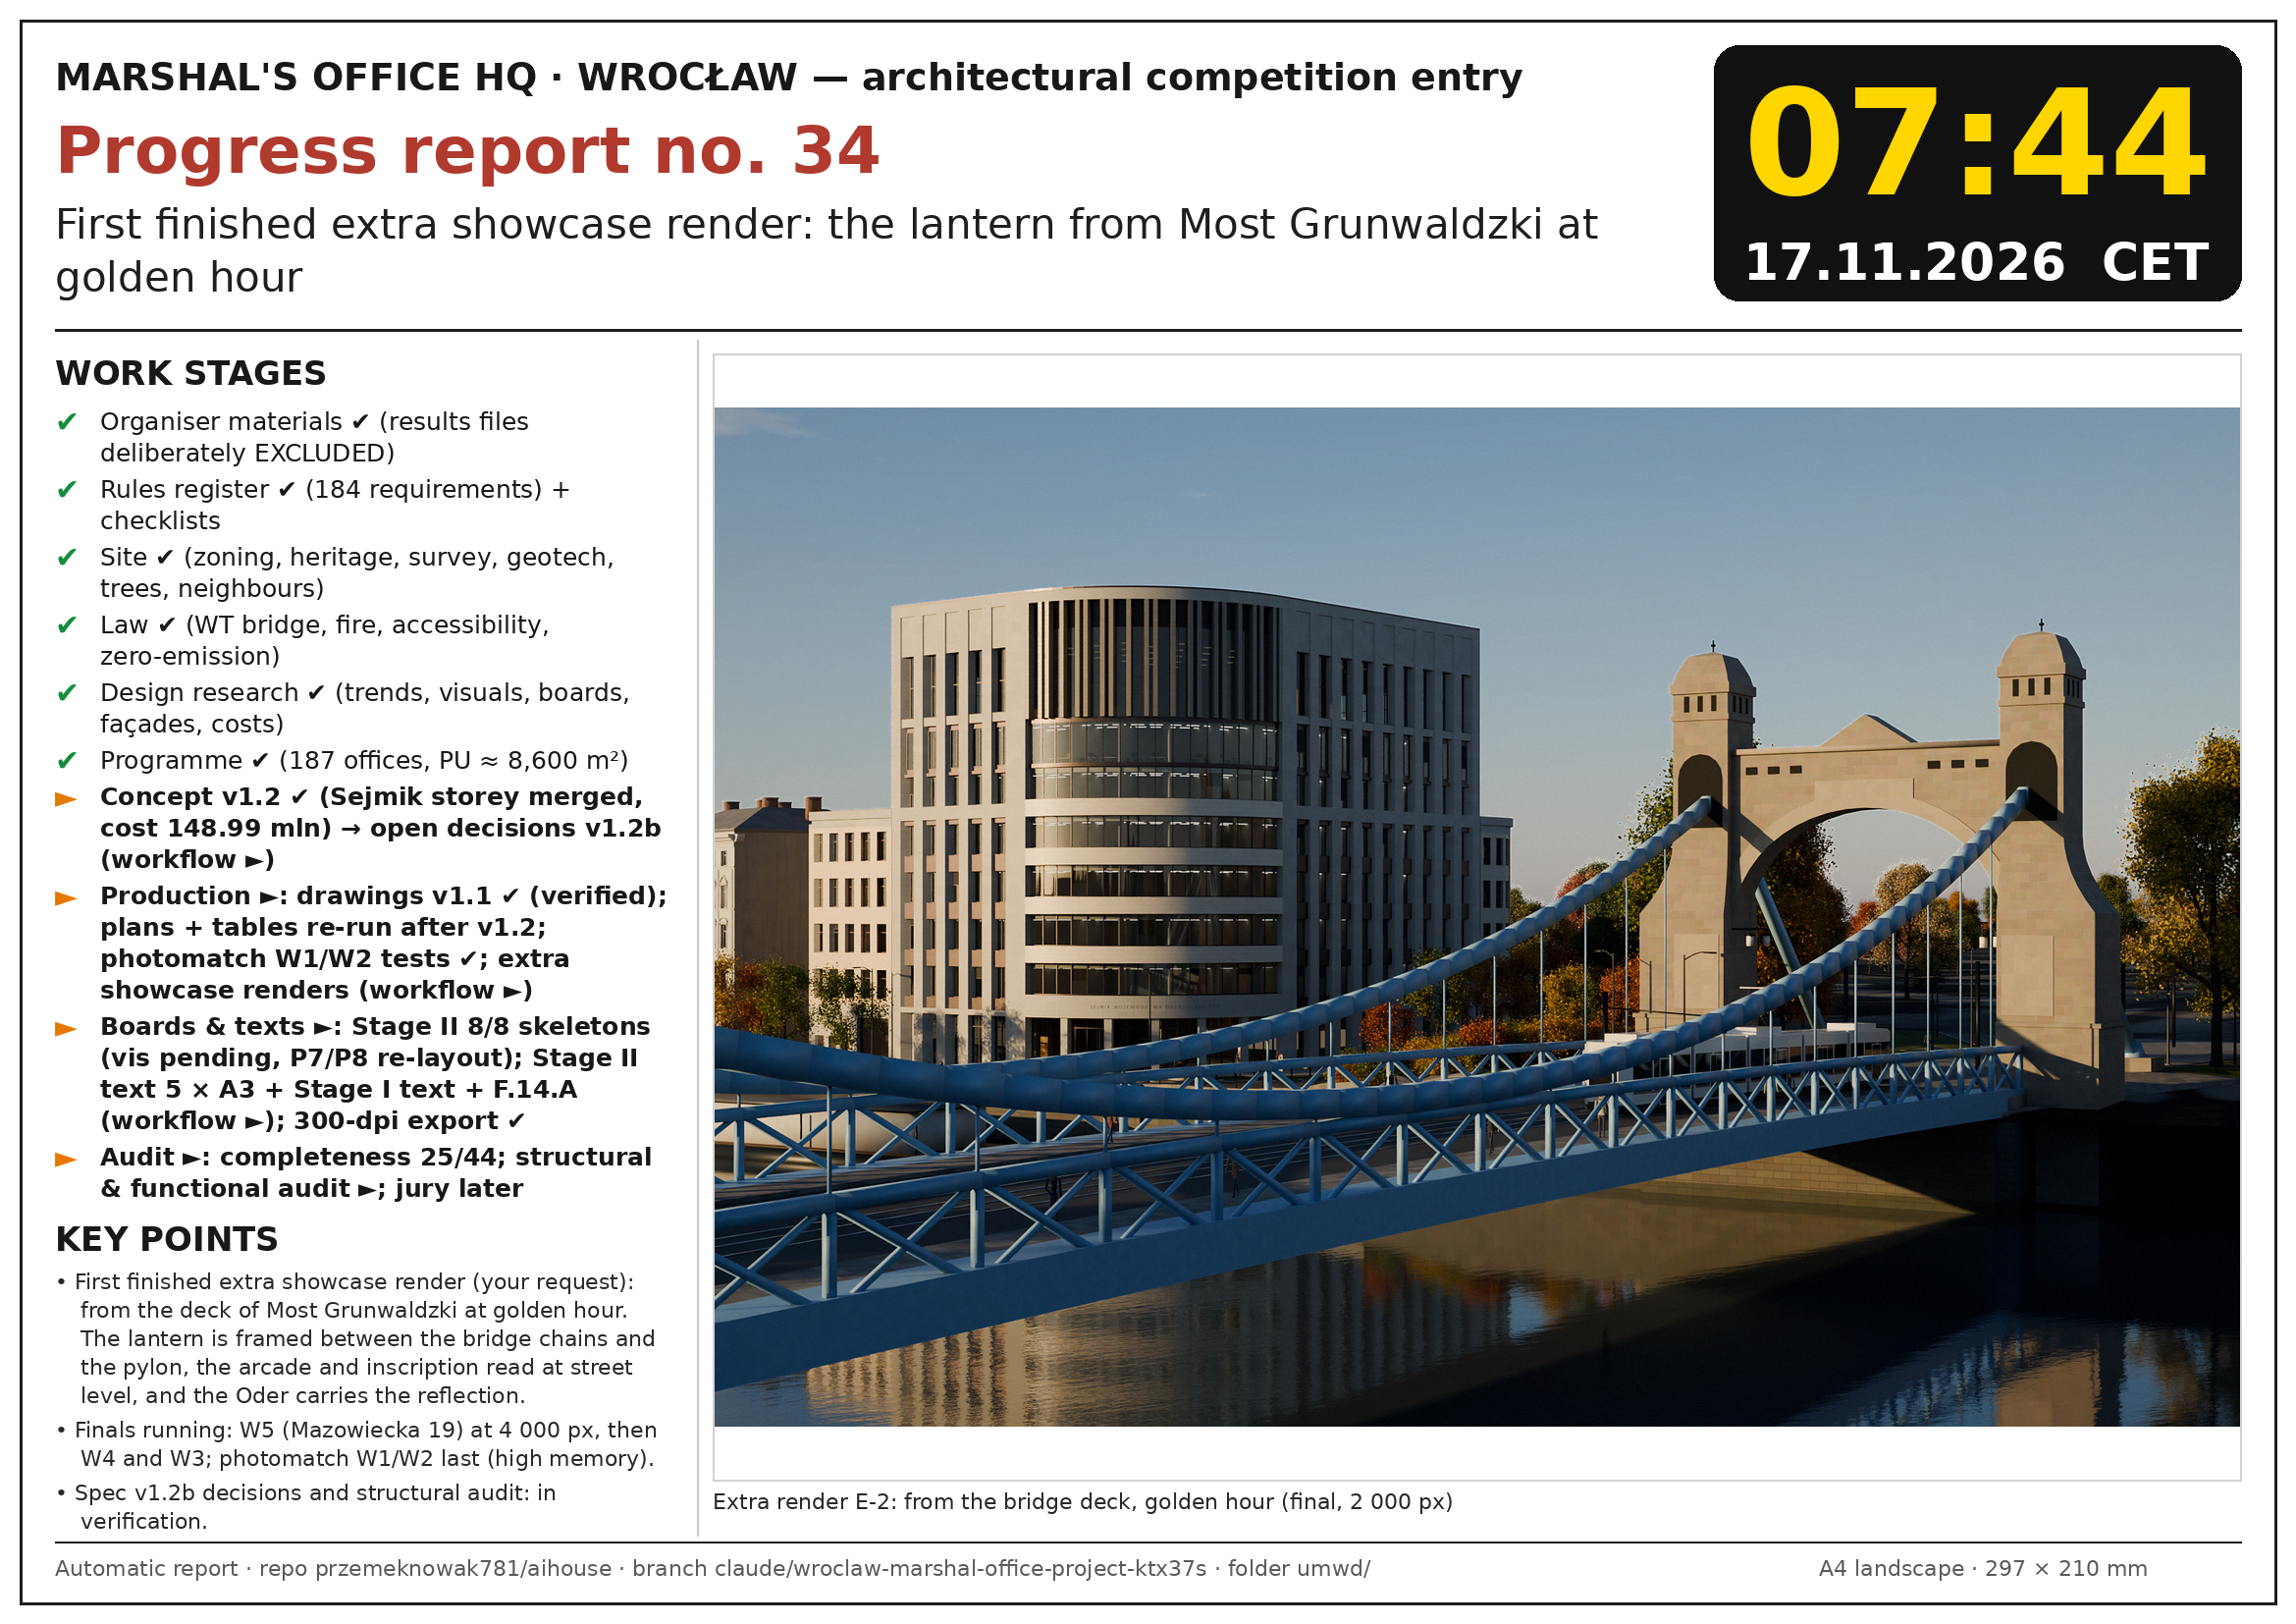 MARSHAL'S OFFICE HQ · WROCŁAW — architectural competition entry
Progress report no. 34
First finished extra showcase render: the lantern from Most Grunwaldzki at
golden hour
07:44
17.11.2026 CET
WORK STAGES
✔ Organiser materials ✔ (results files
deliberately EXCLUDED)
✔ Rules register ✔ (184 requirements) +
checklists
✔ Site ✔ (zoning, heritage, survey, geotech,
trees, neighbours)
✔ Law ✔ (WT bridge, fire, accessibility,
zero-emission)
✔ Design research ✔ (trends, visuals, boards,
façades, costs)
✔ Programme ✔ (187 offices, PU ≈ 8,600 m²)
► Concept v1.2 ✔ (Sejmik storey merged,
cost 148.99 mln) → open decisions v1.2b
(workflow ►)
► Production ►: drawings v1.1 ✔ (verified);
plans + tables re-run after v1.2;
photomatch W1/W2 tests ✔; extra
showcase renders (workflow ►)
► Boards & texts ►: Stage II 8/8 skeletons
(vis pending, P7/P8 re-layout); Stage II
text 5 × A3 + Stage I text + F.14.A
(workflow ►); 300-dpi export ✔
► Audit ►: completeness 25/44; structural
& functional audit ►; jury later
KEY POINTS
• First finished extra showcase render (your request):
from the deck of Most Grunwaldzki at golden hour.
The lantern is framed between the bridge chains and
the pylon, the arcade and inscription read at street
level, and the Oder carries the reflection.
• Finals running: W5 (Mazowiecka 19) at 4 000 px, then
W4 and W3; photomatch W1/W2 last (high memory).
• Spec v1.2b decisions and structural audit: in
verification.
Extra render E-2: from the bridge deck, golden hour (final, 2 000 px)
Automatic report · repo przemeknowak781/aihouse · branch claude/wroclaw-marshal-office-project-ktx37s · folder umwd/
A4 landscape · 297 × 210 mm